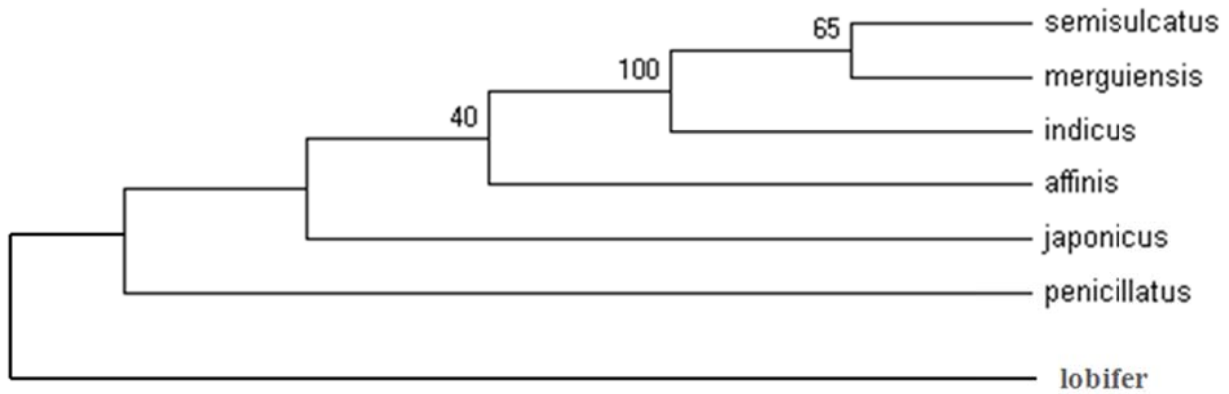 65
semisulcatus
100
merguiensis
40
indicus
affinis
japonicus
penicillatus
lobifer